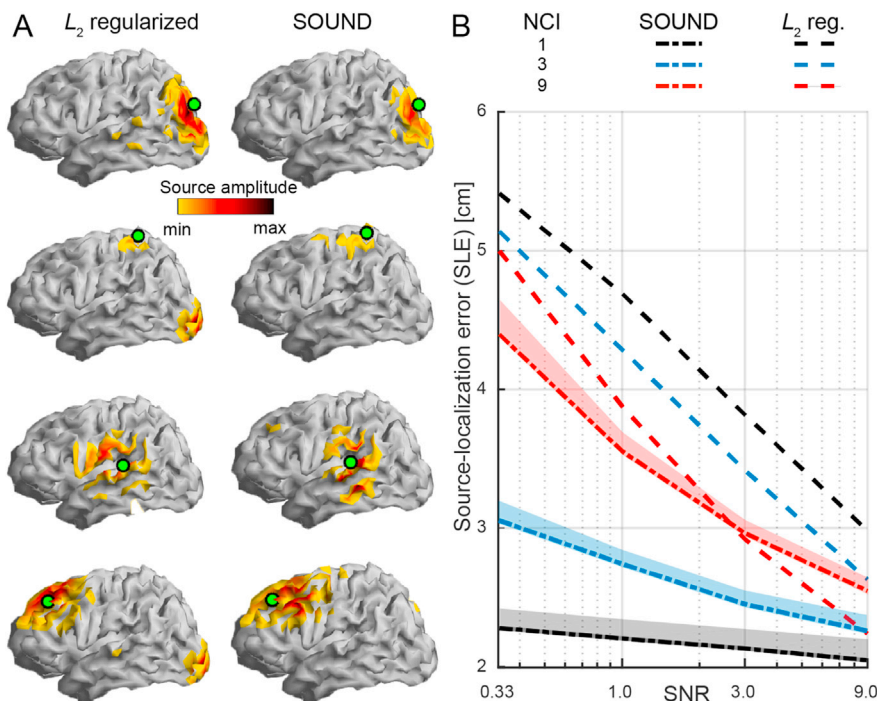 A
L2 regularized
SOUND
Source amplitude
min
max
B
NCI
SOUND
L2 reg.
1
3
9
Source-localization error (SLE) [cm]
6
5
4
3
2
0.33
1.0
SNR
3.0
9.0